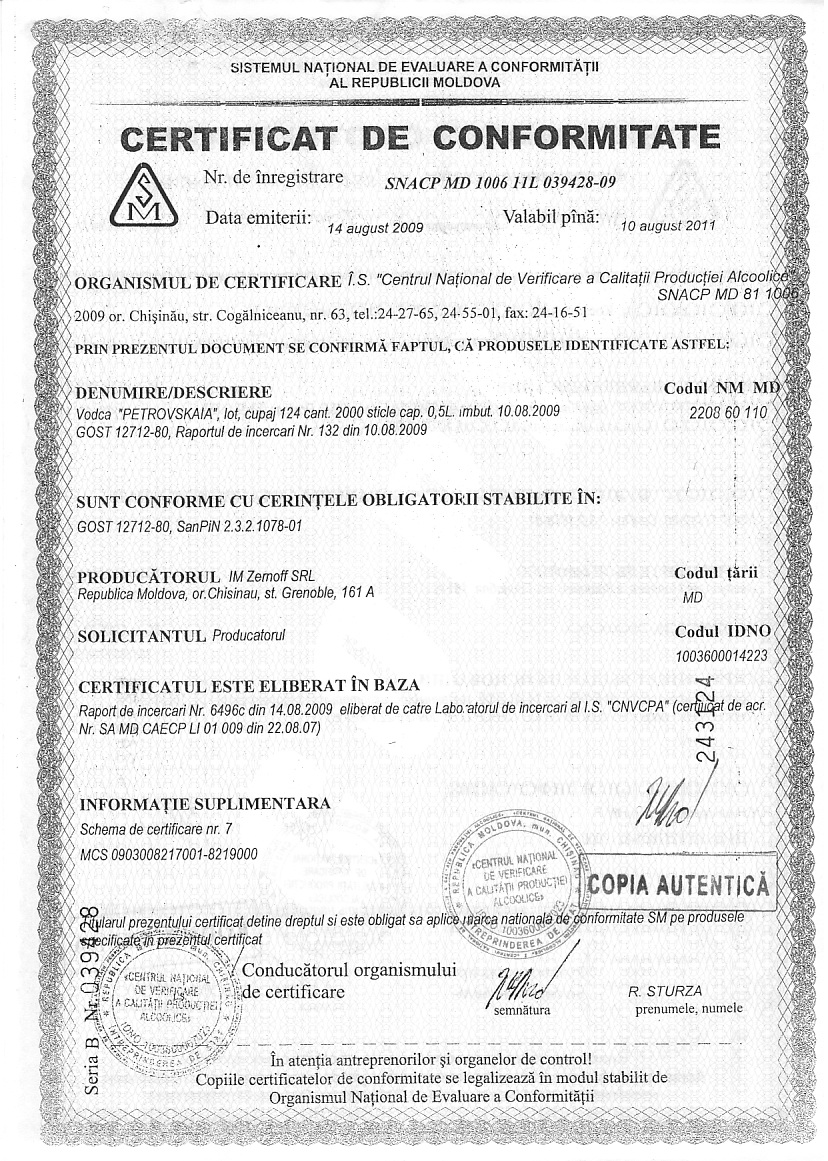 SISTEMUL NAȚIONAL DE EVALUARE A CONFORMITĂȚII
AL REPUBLICII MOLDOVA
CERTIFICAT DE CONFORMITATE
SM
Nr. de înregistrare SNACP MD 1006 11L 039428-09
Data emiterii: 14 august 2009 Valabil pînă: 10 august 2011
ORGANISMUL DE CERTIFICARE Î.S. "Centrul Național de Verificare a Calitații Producției Alcoolice
SNACP MD 81 1006
2009 or. Chişinău, str. Cogălniceanu, nr. 63, tel.:24-27-65, 24-55-01, fax: 24-16-51
PRIN PREZENTUL DOCUMENT SE CONFIRMĂ FAPTUL, CĂ PRODUSELE IDENTIFICATE ASTFEL:
DENUMIRE/DESCRIERE Codul NM MD
Vodca "PETROVSKAIA", lot, cupaj 124 cant. 2000 sticle cap. 0,5L. imbut. 10.08.2009 2208 60 110
GOST 12712-80, Raportul de incercari Nr. 132 din 10.08.2009
SUNT CONFORME CU CERINȚELE OBLIGATORII STABILITE ÎN:
GOST 12712-80, SanPiN 2.3.2.1078-01
PRODUCĂTORUL IM Zernoff SRL Codul țării
Republica Moldova, or.Chisinau, st. Grenoble, 161 A MD
SOLICITANTUL Producatorul Codul IDNO
1003600014223
CERTIFICATUL ESTE ELIBERAT ÎN BAZA
Raport de incercari Nr. 6496c din 14.08.2009 eliberat de catre Laboratorul de incercari al I.S. "CNVCPA" (certificat de acr.
Nr. SA MD CAECP LI 01 009 din 22.08.07)
243124
INFORMAȚIE SUPLIMENTARA
Schema de certificare nr. 7
MCS 0903008217001-8219000
REPUBLICA MOLDOVA, mun. CHIȘINĂU
«CENTRUL NAȚIONAL
DE VERIFICARE
A CALITĂȚII PRODUCȚIEI
ALCOOLICE»
ÎNTREPRINDEREA DE STAT
COPIA AUTENTICĂ
Titularul prezentului certificat detine dreptul si este obligat sa aplice marca nationala de conformitate SM pe produsele
specificate in prezentul certificat
Seria B Nr. 039428
«CENTRUL NAȚIONAL
DE VERIFICARE
A CALITĂȚII PRODUCȚIEI
ALCOOLICE»
ÎNTREPRINDEREA DE STAT
Conducătorul organismului
de certificare
semnătura
R. STURZA
prenumele, numele
În atenția antreprenorilor şi organelor de control!
Copiile certificatelor de conformitate se legalizează în modul stabilit de
Organismul Național de Evaluare a Conformității